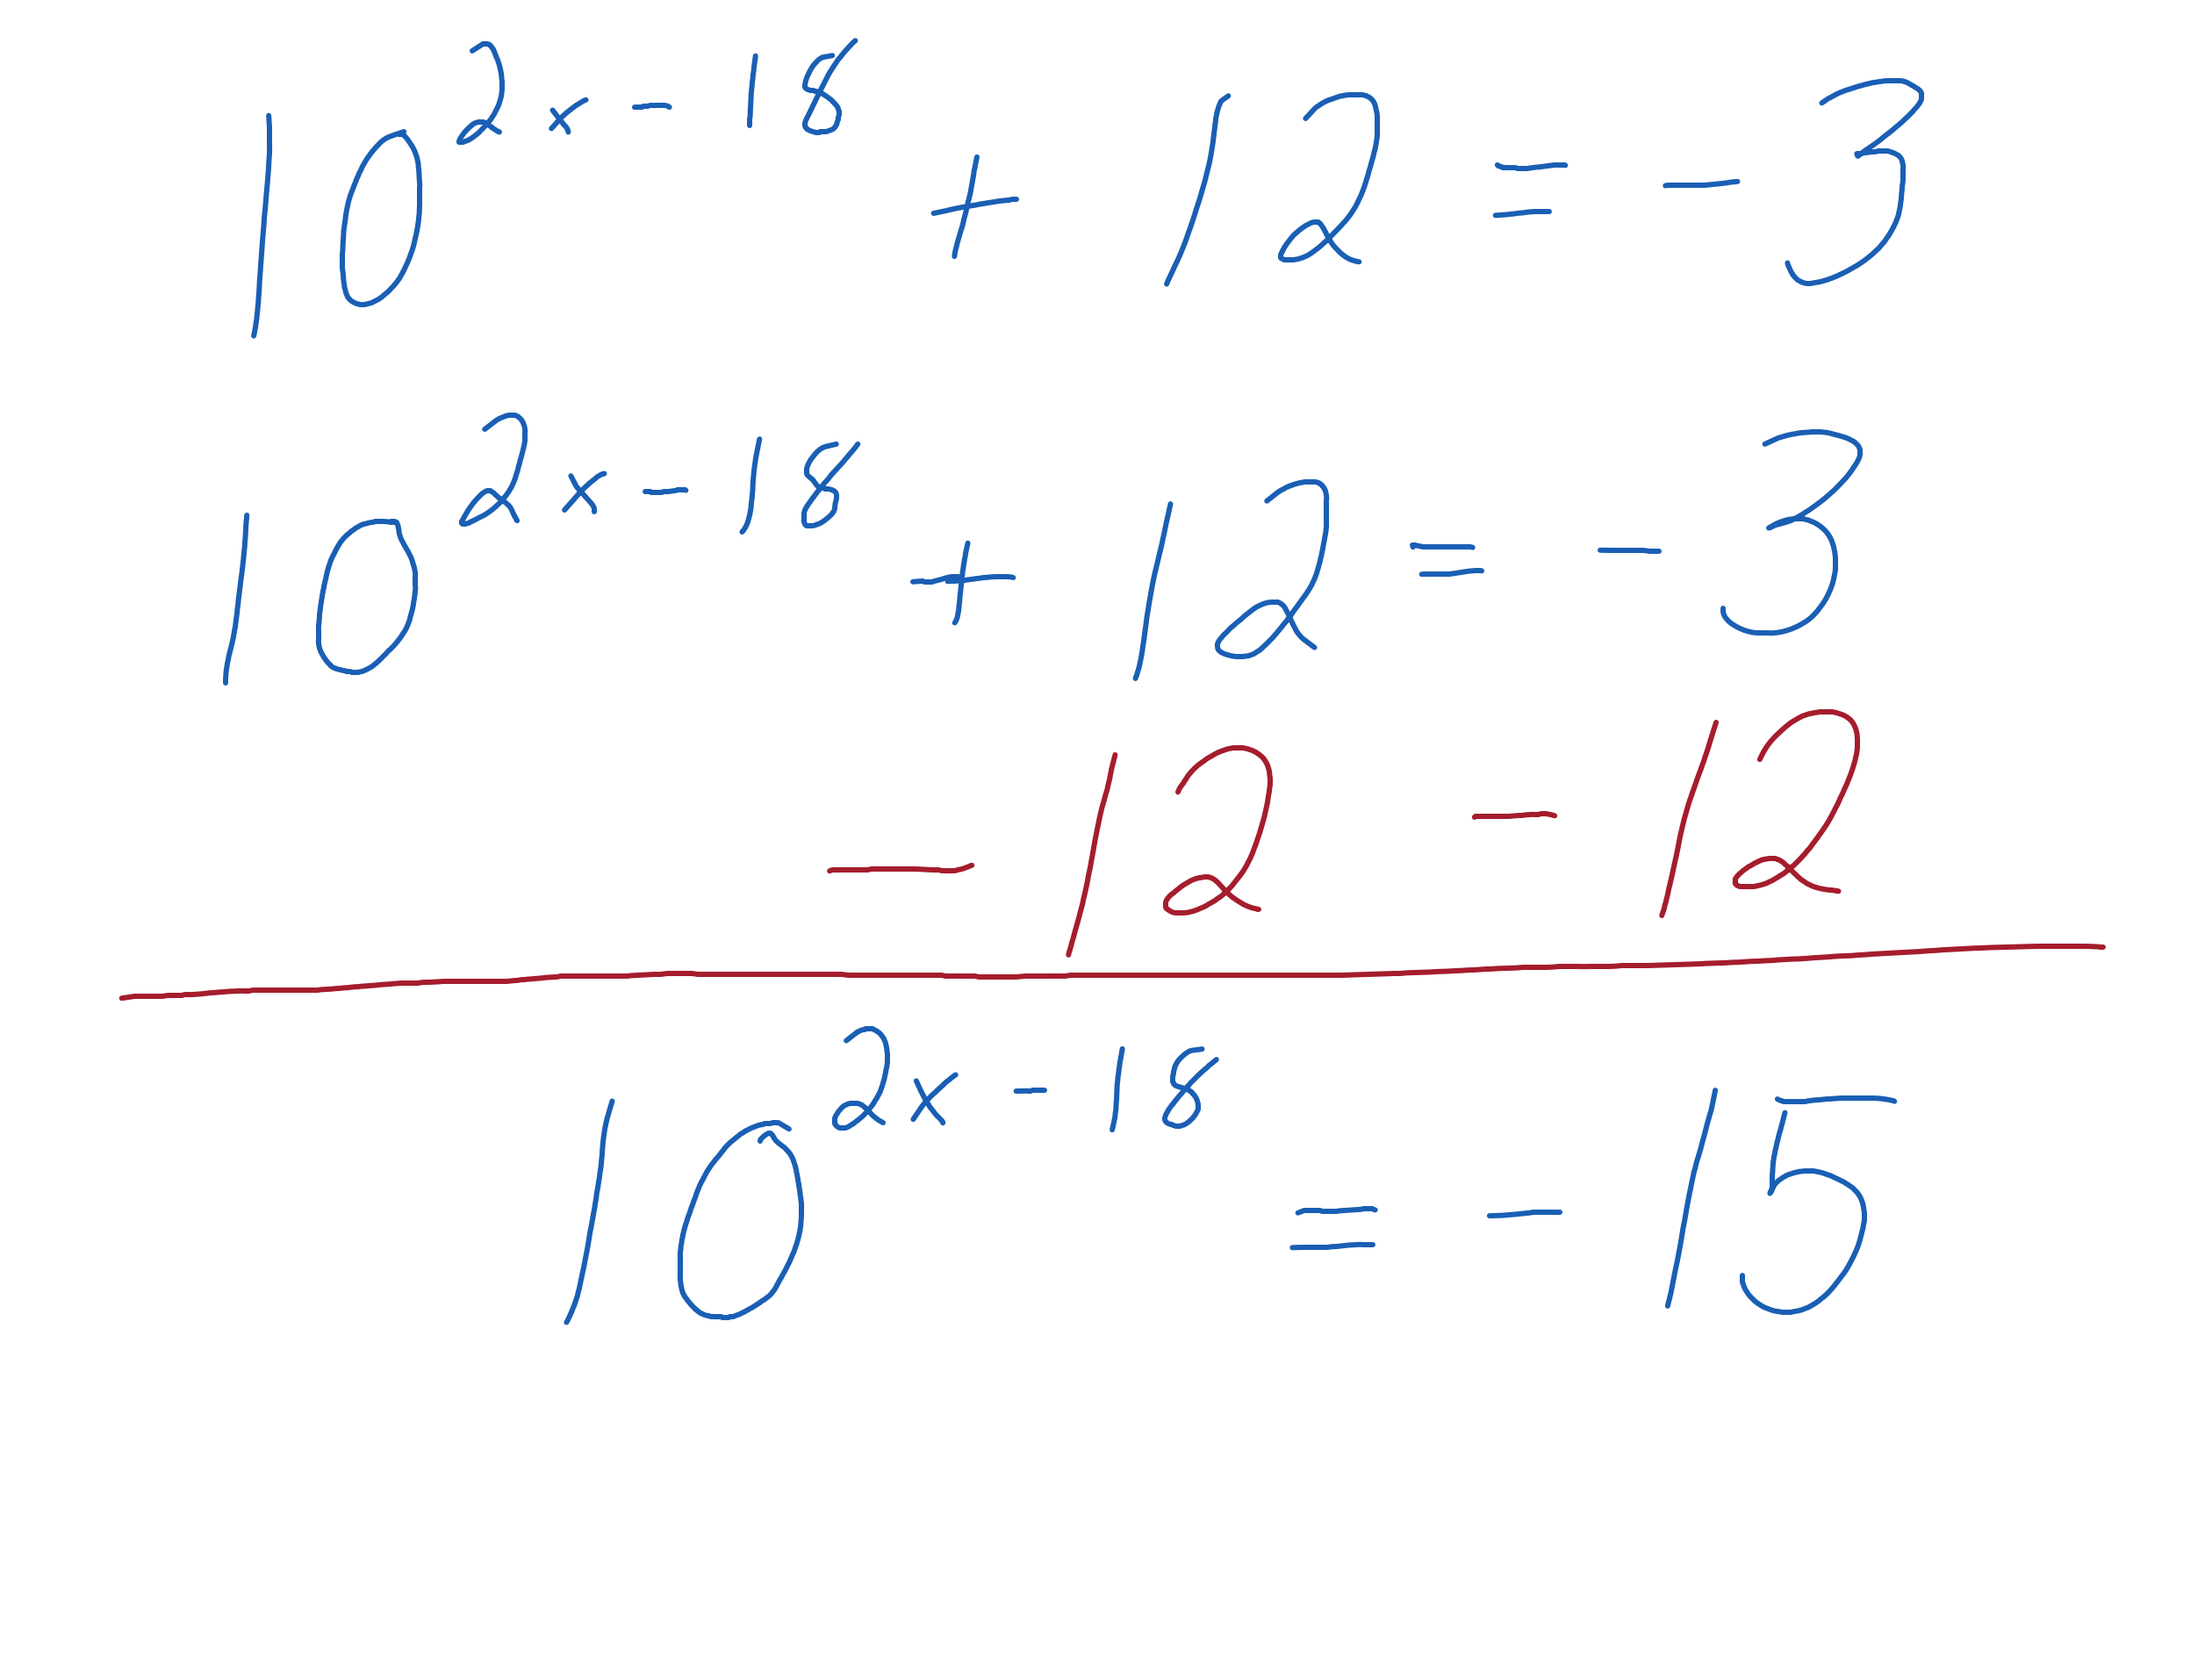 10^{2x - 18} + 12 = - 3
10^{2x - 18} + 12 = - 3
- 12 - 12
10^{2x - 18} = - 15